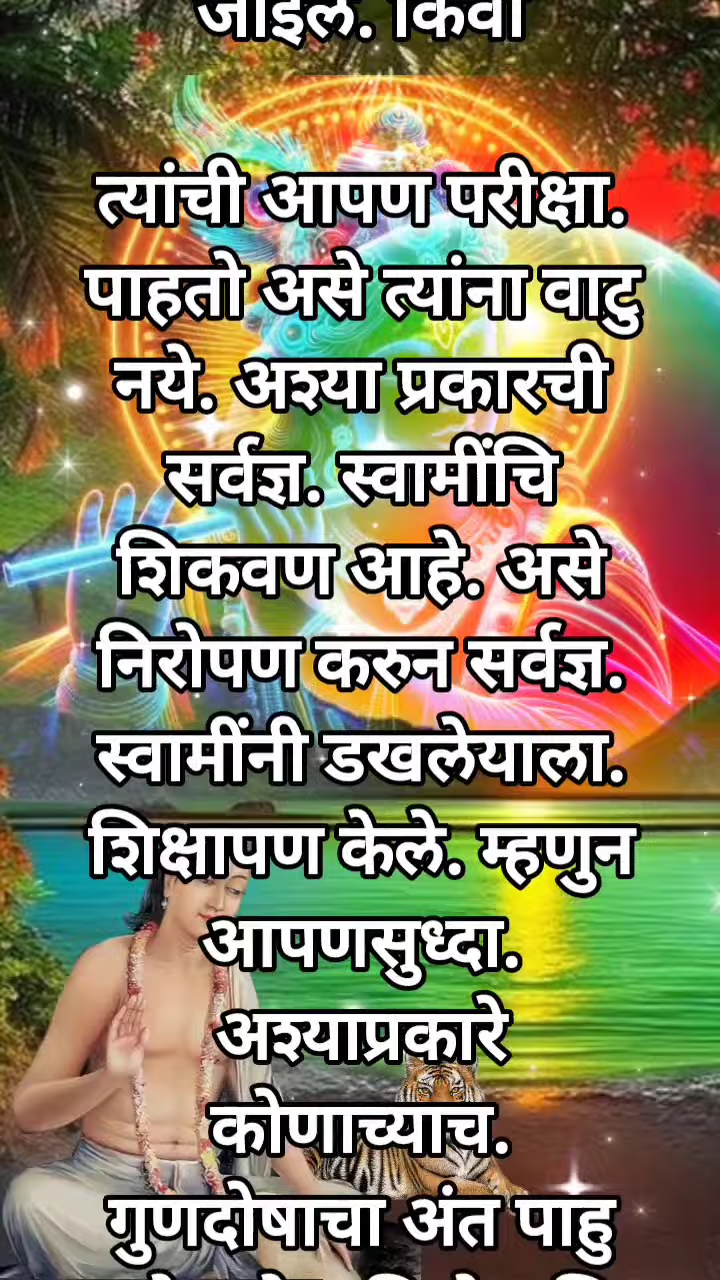 जाईल. किंवा
त्यांची आपण परीक्षा.
पाहतो असे त्यांना वाटु
नये. अश्या प्रकारची
सर्वज्ञ. स्वामींचि
शिकवण आहे. असे
निरोपण करुन सर्वज्ञ.
स्वामींनी डखलेयाला.
शिक्षापण केले. म्हणुन
आपणसुध्दा.
अश्याप्रकारे
कोणाच्याच.
गुणदोषाचा अंत पाहु